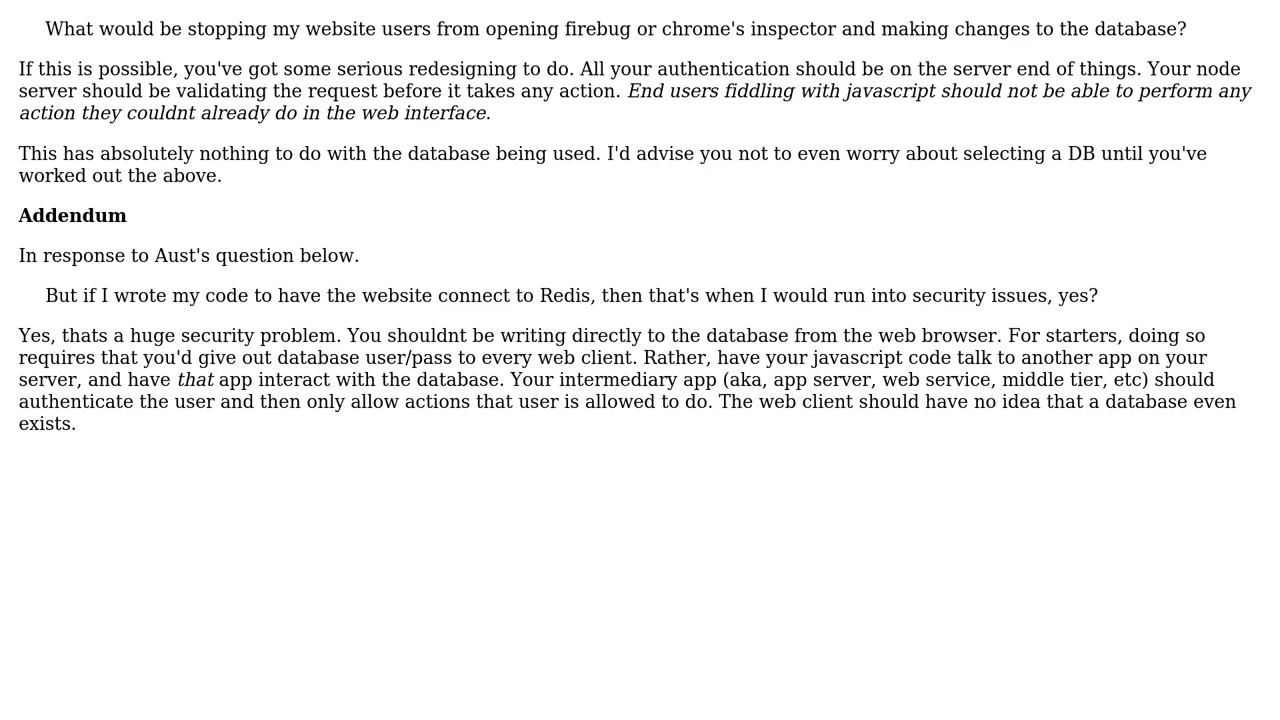 What would be stopping my website users from opening firebug or chrome's inspector and making changes to the database?
If this is possible, you've got some serious redesigning to do. All your authentication should be on the server end of things. Your node
server should be validating the request before it takes any action. End users fiddling with javascript should not be able to perform any
action they couldnt already do in the web interface.
This has absolutely nothing to do with the database being used. I'd advise you not to even worry about selecting a DB until you've
worked out the above.
Addendum
In response to Aust's question below.
But if I wrote my code to have the website connect to Redis, then that's when I would run into security issues, yes?
Yes, thats a huge security problem. You shouldnt be writing directly to the database from the web browser. For starters, doing so
requires that you'd give out database user/pass to every web client. Rather, have your javascript code talk to another app on your
server, and have that app interact with the database. Your intermediary app (aka, app server, web service, middle tier, etc) should
authenticate the user and then only allow actions that user is allowed to do. The web client should have no idea that a database even
exists.